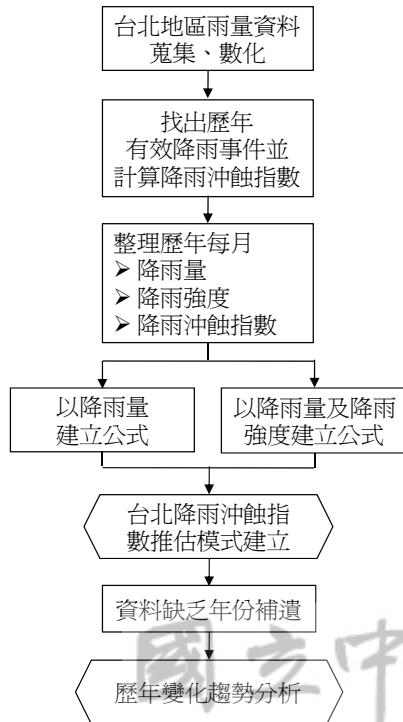 台北地區雨量資料
蒐集、數化
找出歷年
有效降雨事件並
計算降雨沖蝕指數
整理歷年每月
➢ 降雨量
➢ 降雨強度
➢ 降雨沖蝕指數
以降雨量
建立公式
以降雨量及降雨
強度建立公式
台北降雨沖蝕指
數推估模式建立
資料缺乏年份補遺
歷年變化趨勢分析
國立中